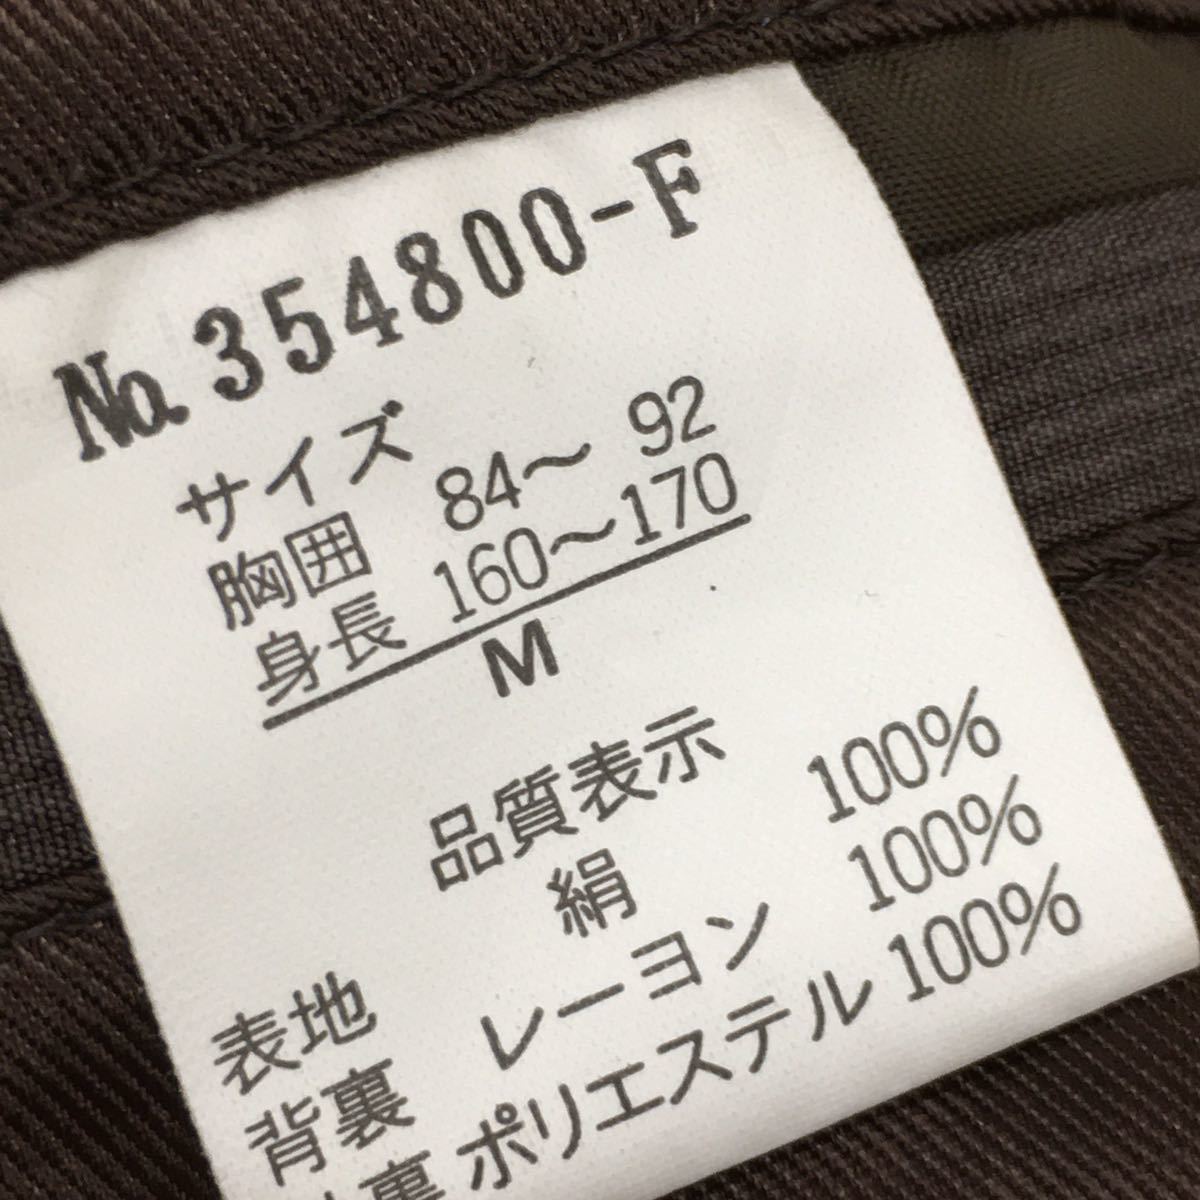 No.354800-F
サイズ
胸囲 84～ 92
身長 160～170
M
品質表示
表地 絹 100%
背裏 レーヨン 100%
裏 ポリエステル 100%